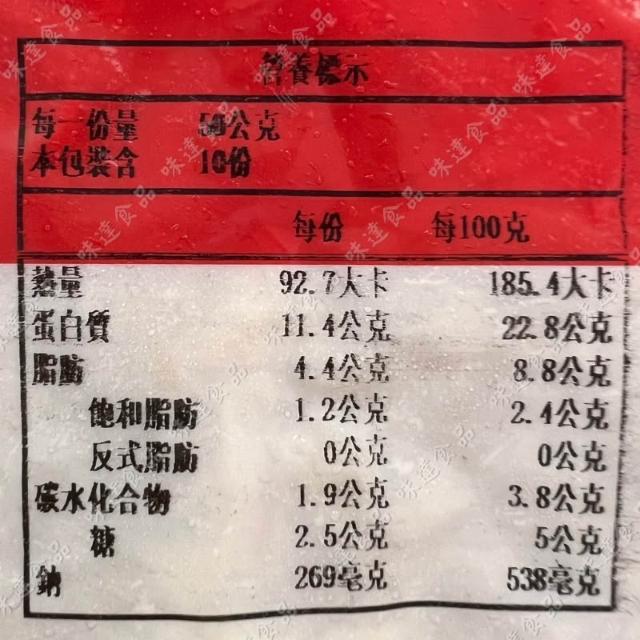 營養標示
每一份量 50公克
本包裝含 10份
每份 每100克
熱量 92.7大卡 185.4大卡
蛋白質 11.4公克 22.8公克
脂肪 4.4公克 8.8公克
飽和脂肪 1.2公克 2.4公克
反式脂肪 0公克 0公克
碳水化合物 1.9公克 3.8公克
糖 2.5公克 5公克
鈉 269毫克 538毫克
味達食品